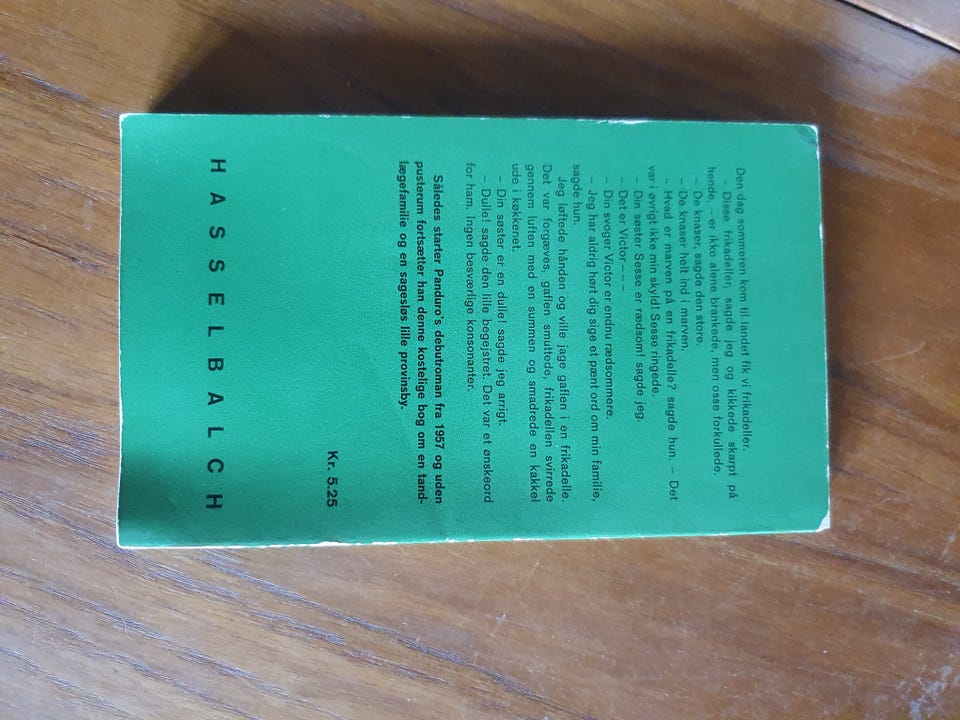 Den dag sommeren kom til landet fik vi frikadeller.
– Disse frikadeller, sagde jeg og kikkede skarpt på
hende, – er ikke alene brankede, men osse forkullede.
– De knaser, sagde den store.
– De knaser helt ind i marven.
– Hvad er marven på en frikadelle? sagde hun. – Det
var i øvrigt ikke min skyld Sesse ringede.
– Din søster Sesse er rædsom! sagde jeg.
– Det er Victor – – –
– Din svoger Victor er endnu rædsommere.
– Jeg har aldrig hørt dig sige et pænt ord om min familie,
sagde hun.
Jeg løftede hånden og ville jage gaflen i en frikadelle.
Det var forgæves, gaflen smuttede, frikadellen svirrede
gennem luften med en summen og smadrede en kakkel
ude i køkkenet.
– Din søster er en dulle! sagde jeg arrigt.
– Dulle! sagde den lille begejstret. Det var et ønskeord
for ham. Ingen besværlige konsonanter.
Således starter Panduro's debutroman fra 1957 og uden
pusterum fortsætter han denne kostelige bog om en tand-
lægefamilie og en sagesløs lille provinsby.
Kr. 5.25
HASSELBALCH